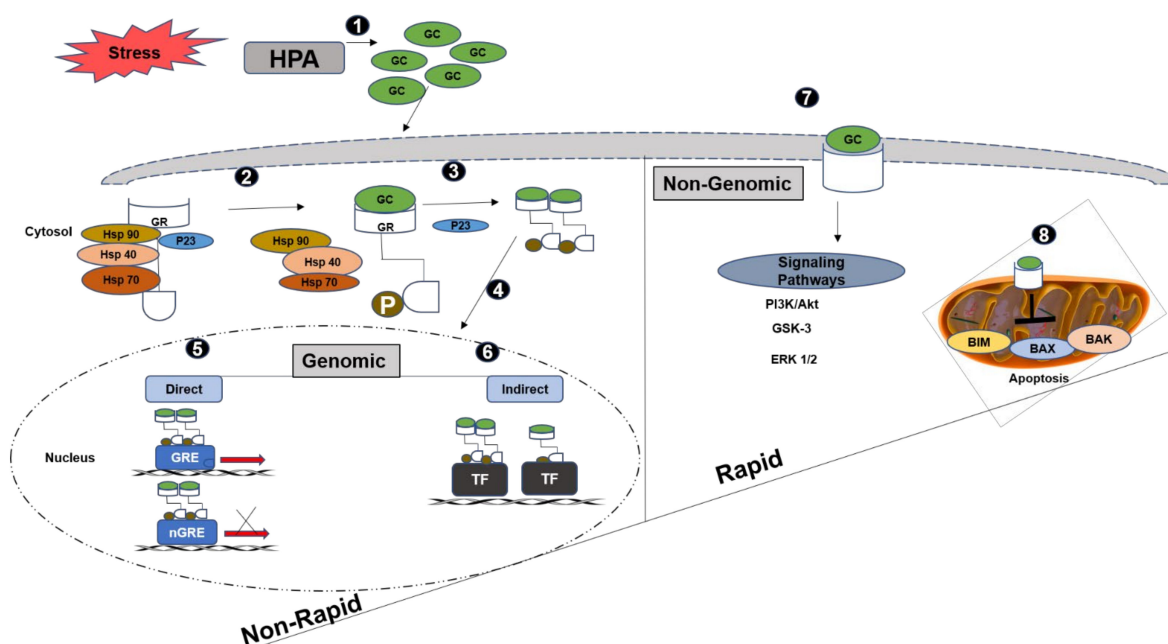 1
Stress
HPA
GC
GC
GC
GC
GC
7
GC
2
3
Non-Genomic
GR
Cytosol
Hsp 90
P23
Hsp 40
Hsp 70
Hsp 90
Hsp 40
Hsp 70
GC
GR
P
P23
4
8
Signaling
Pathways
PI3K/Akt
GSK-3
ERK 1/2
BIM
BAX
BAK
Apoptosis
5
6
Genomic
Direct
Indirect
Nucleus
GRE
nGRE
TF
TF
Rapid
Non-Rapid